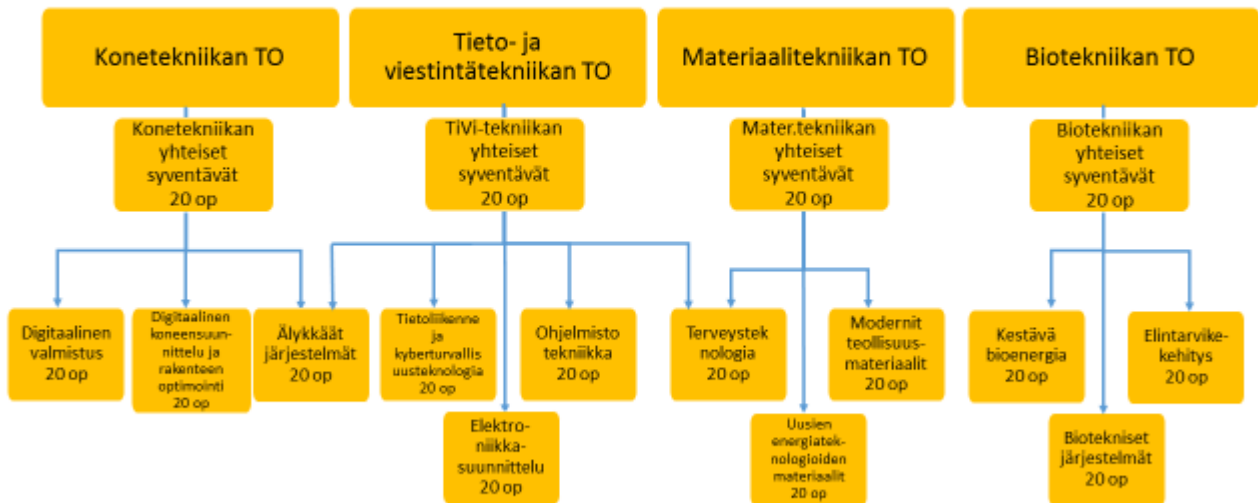 Konetekniikan TO
Tieto- ja
viestintätekniikan TO
Materiaalitekniikan TO
Biotekniikan TO
Konetekniikan
yhteiset
syventävät
20 op
TiVi-tekniikan
yhteiset
syventävät
20 op
Mater.tekniikan
yhteiset
syventävät
20 op
Biotekniikan
yhteiset
syventävät
20 op
Digitaalinen
valmistus
20 op
Digitaalinen
koneensuun-
nittelu ja
rakenteen
optimointi
20 op
Älykkäät
järjestelmät
20 op
Tietoliikenne
ja
kyberturvallis
uusteknologia
20 op
Ohjelmisto
tekniikka
20 op
Terveystek
nologia
20 op
Modernit
teollisuus-
materiaalit
20 op
Kestävä
bioenergia
20 op
Elintarvike-
kehitys
20 op
Elektro-
niikka-
suunnittelu
20 op
Uusien
energiatek-
nologioiden
materiaalit
20 op
Biotekniset
järjestelmät
20 op